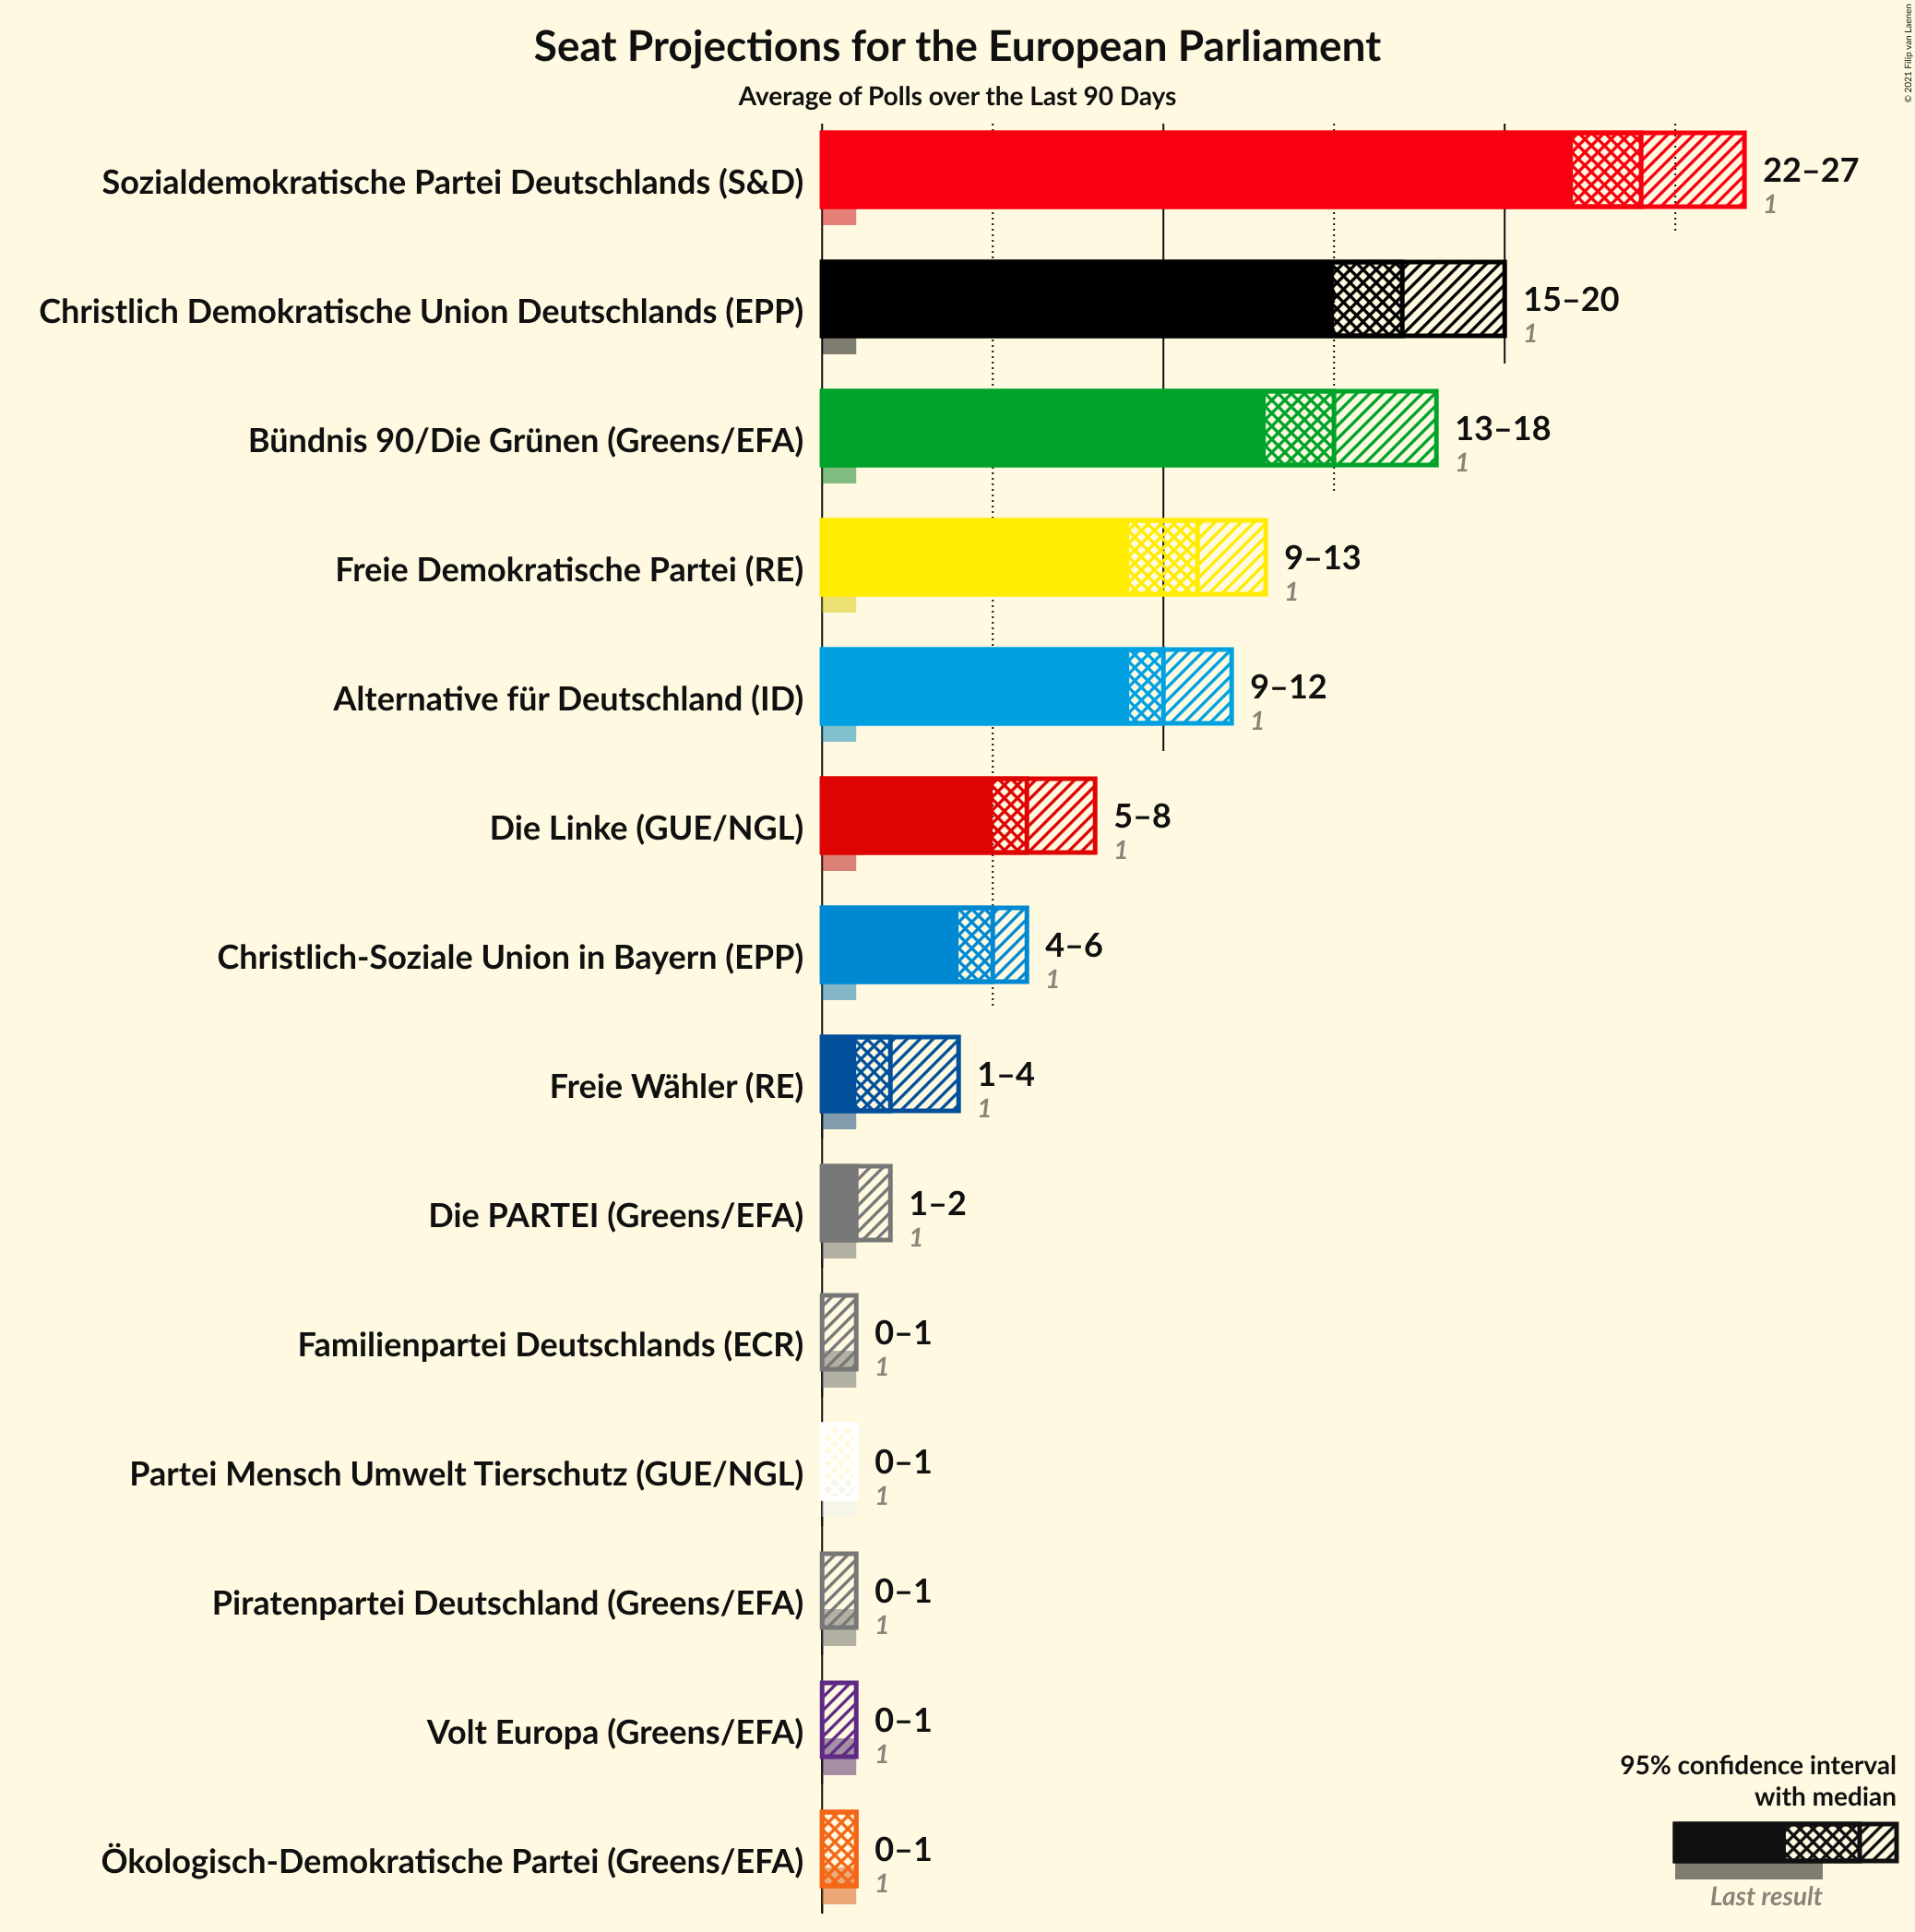 Seat Projections for the European Parliament
Average of Polls over the Last 90 Days
© 2021 Filip van Laenen
Sozialdemokratische Partei Deutschlands (S&D)
22–27
1
Christlich Demokratische Union Deutschlands (EPP)
15–20
1
Bündnis 90/Die Grünen (Greens/EFA)
13–18
1
Freie Demokratische Partei (RE)
9–13
1
Alternative für Deutschland (ID)
9–12
1
Die Linke (GUE/NGL)
5–8
1
Christlich-Soziale Union in Bayern (EPP)
4–6
1
Freie Wähler (RE)
1–4
1
Die PARTEI (Greens/EFA)
1–2
1
Familienpartei Deutschlands (ECR)
0–1
1
Partei Mensch Umwelt Tierschutz (GUE/NGL)
0–1
1
Piratenpartei Deutschland (Greens/EFA)
0–1
1
Volt Europa (Greens/EFA)
0–1
1
Ökologisch-Demokratische Partei (Greens/EFA)
0–1
1
95% confidence interval
with median
Last result